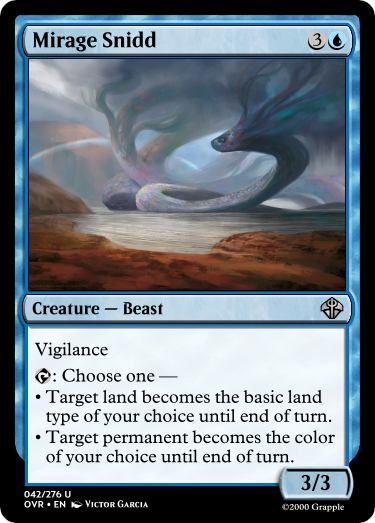 Mirage Snidd 3
Creature — Beast
Vigilance
: Choose one —
• Target land becomes the basic land
type of your choice until end of turn.
• Target permanent becomes the color
of your choice until end of turn.
3/3
042/276 U
OVR • EN Victor Garcia
©2000 Grapple